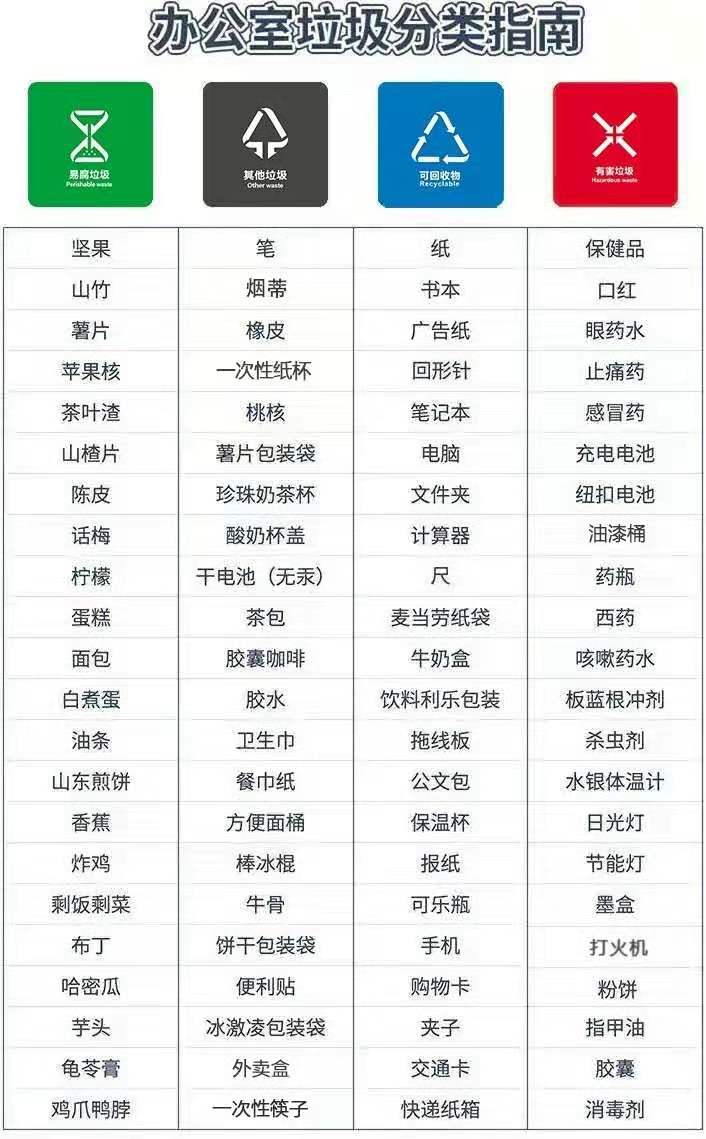 办公室垃圾分类指南
易腐垃圾 其他垃圾 可回收物 有害垃圾
Perishable waste Other waste Recyclable Hazardous waste
坚果 笔 纸 保健品
山竹 烟蒂 书本 口红
薯片 橡皮 广告纸 眼药水
苹果核 一次性纸杯 回形针 止痛药
茶叶渣 桃核 笔记本 感冒药
山楂片 薯片包装袋 电脑 充电电池
陈皮 珍珠奶茶杯 文件夹 纽扣电池
话梅 酸奶杯盖 计算器 油漆桶
柠檬 干电池（无汞） 尺 药瓶
蛋糕 茶包 麦当劳纸袋 西药
面包 胶囊咖啡 牛奶盒 咳嗽药水
白煮蛋 胶水 饮料利乐包装 板蓝根冲剂
油条 卫生巾 拖线板 杀虫剂
山东煎饼 餐巾纸 公文包 水银体温计
香蕉 方便面桶 保温杯 日光灯
炸鸡 棒冰棍 报纸 节能灯
剩饭剩菜 牛骨 可乐瓶 墨盒
布丁 饼干包装袋 手机 打火机
哈密瓜 便利贴 购物卡 粉饼
芋头 冰激凌包装袋 夹子 指甲油
龟苓膏 外卖盒 交通卡 胶囊
鸡爪鸭脖 一次性筷子 快递纸箱 消毒剂